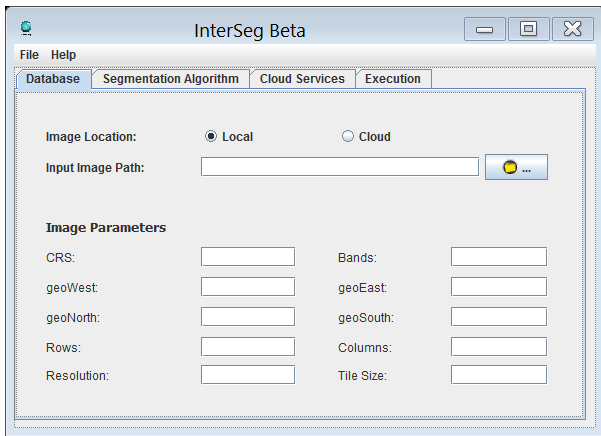 InterSeg Beta
File Help
Database Segmentation Algorithm Cloud Services Execution
Image Location: Local Cloud
Input Image Path: ...
Image Parameters
CRS: Bands:
geoWest: geoEast:
geoNorth: geoSouth:
Rows: Columns:
Resolution: Tile Size: